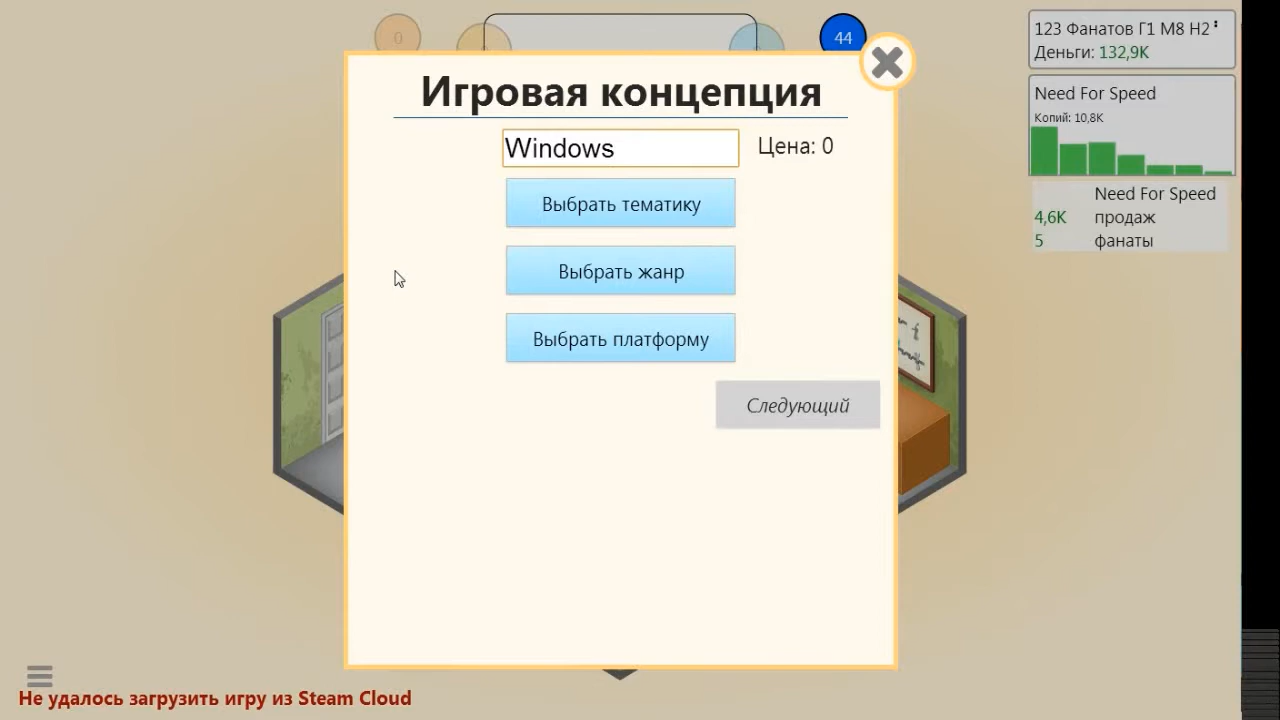 0
44
123 Фанатов Г1 М8 Н2
Деньги: 132,9K
Need For Speed
Копий: 10,8K
Need For Speed
4,6K продаж
5 фанаты
Игровая концепция
Windows
Цена: 0
Выбрать тематику
Выбрать жанр
Выбрать платформу
Следующий
Не удалось загрузить игру из Steam Cloud